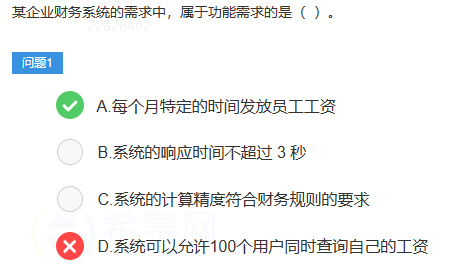 某企业财务系统的需求中，属于功能需求的是（ ）。
问题1
A.每个月特定的时间发放员工工资
B.系统的响应时间不超过 3 秒
C.系统的计算精度符合财务规则的要求
D.系统可以允许100个用户同时查询自己的工资
希赛网